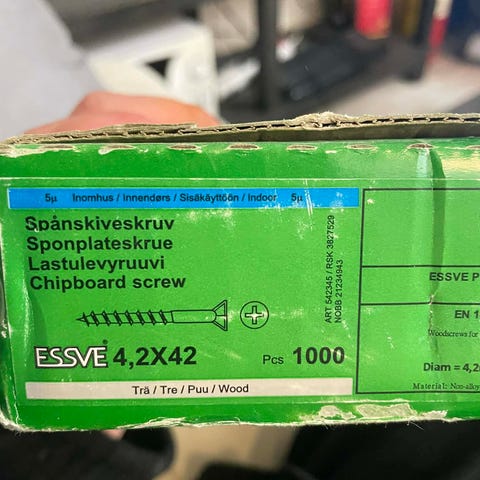 5µ Inomhus / Innendørs / Sisäkäyttöön / Indoor 5µ
Spånskiveskruv
Sponplateskrue
Lastulevyruuvi
Chipboard screw
ART 542345 / RSK 3827529
NOBB 21234943
ESSVE® 4,2X42 Pcs 1000
Trä / Tre / Puu / Wood
ESSVE P
EN 1
Woodscrews for
Diam = 4,2
Material: Non-alloy